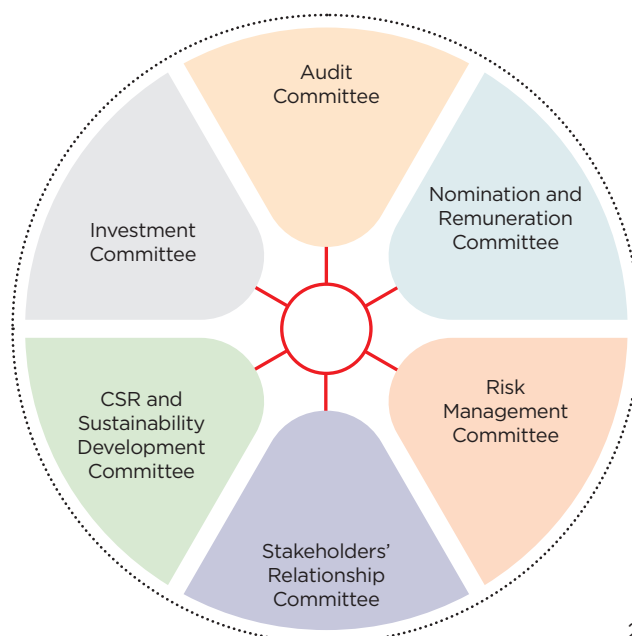 Audit
Committee
Nomination and
Remuneration
Committee
Risk
Management
Committee
Stakeholders’
Relationship
Committee
CSR and
Sustainability
Development
Committee
Investment
Committee